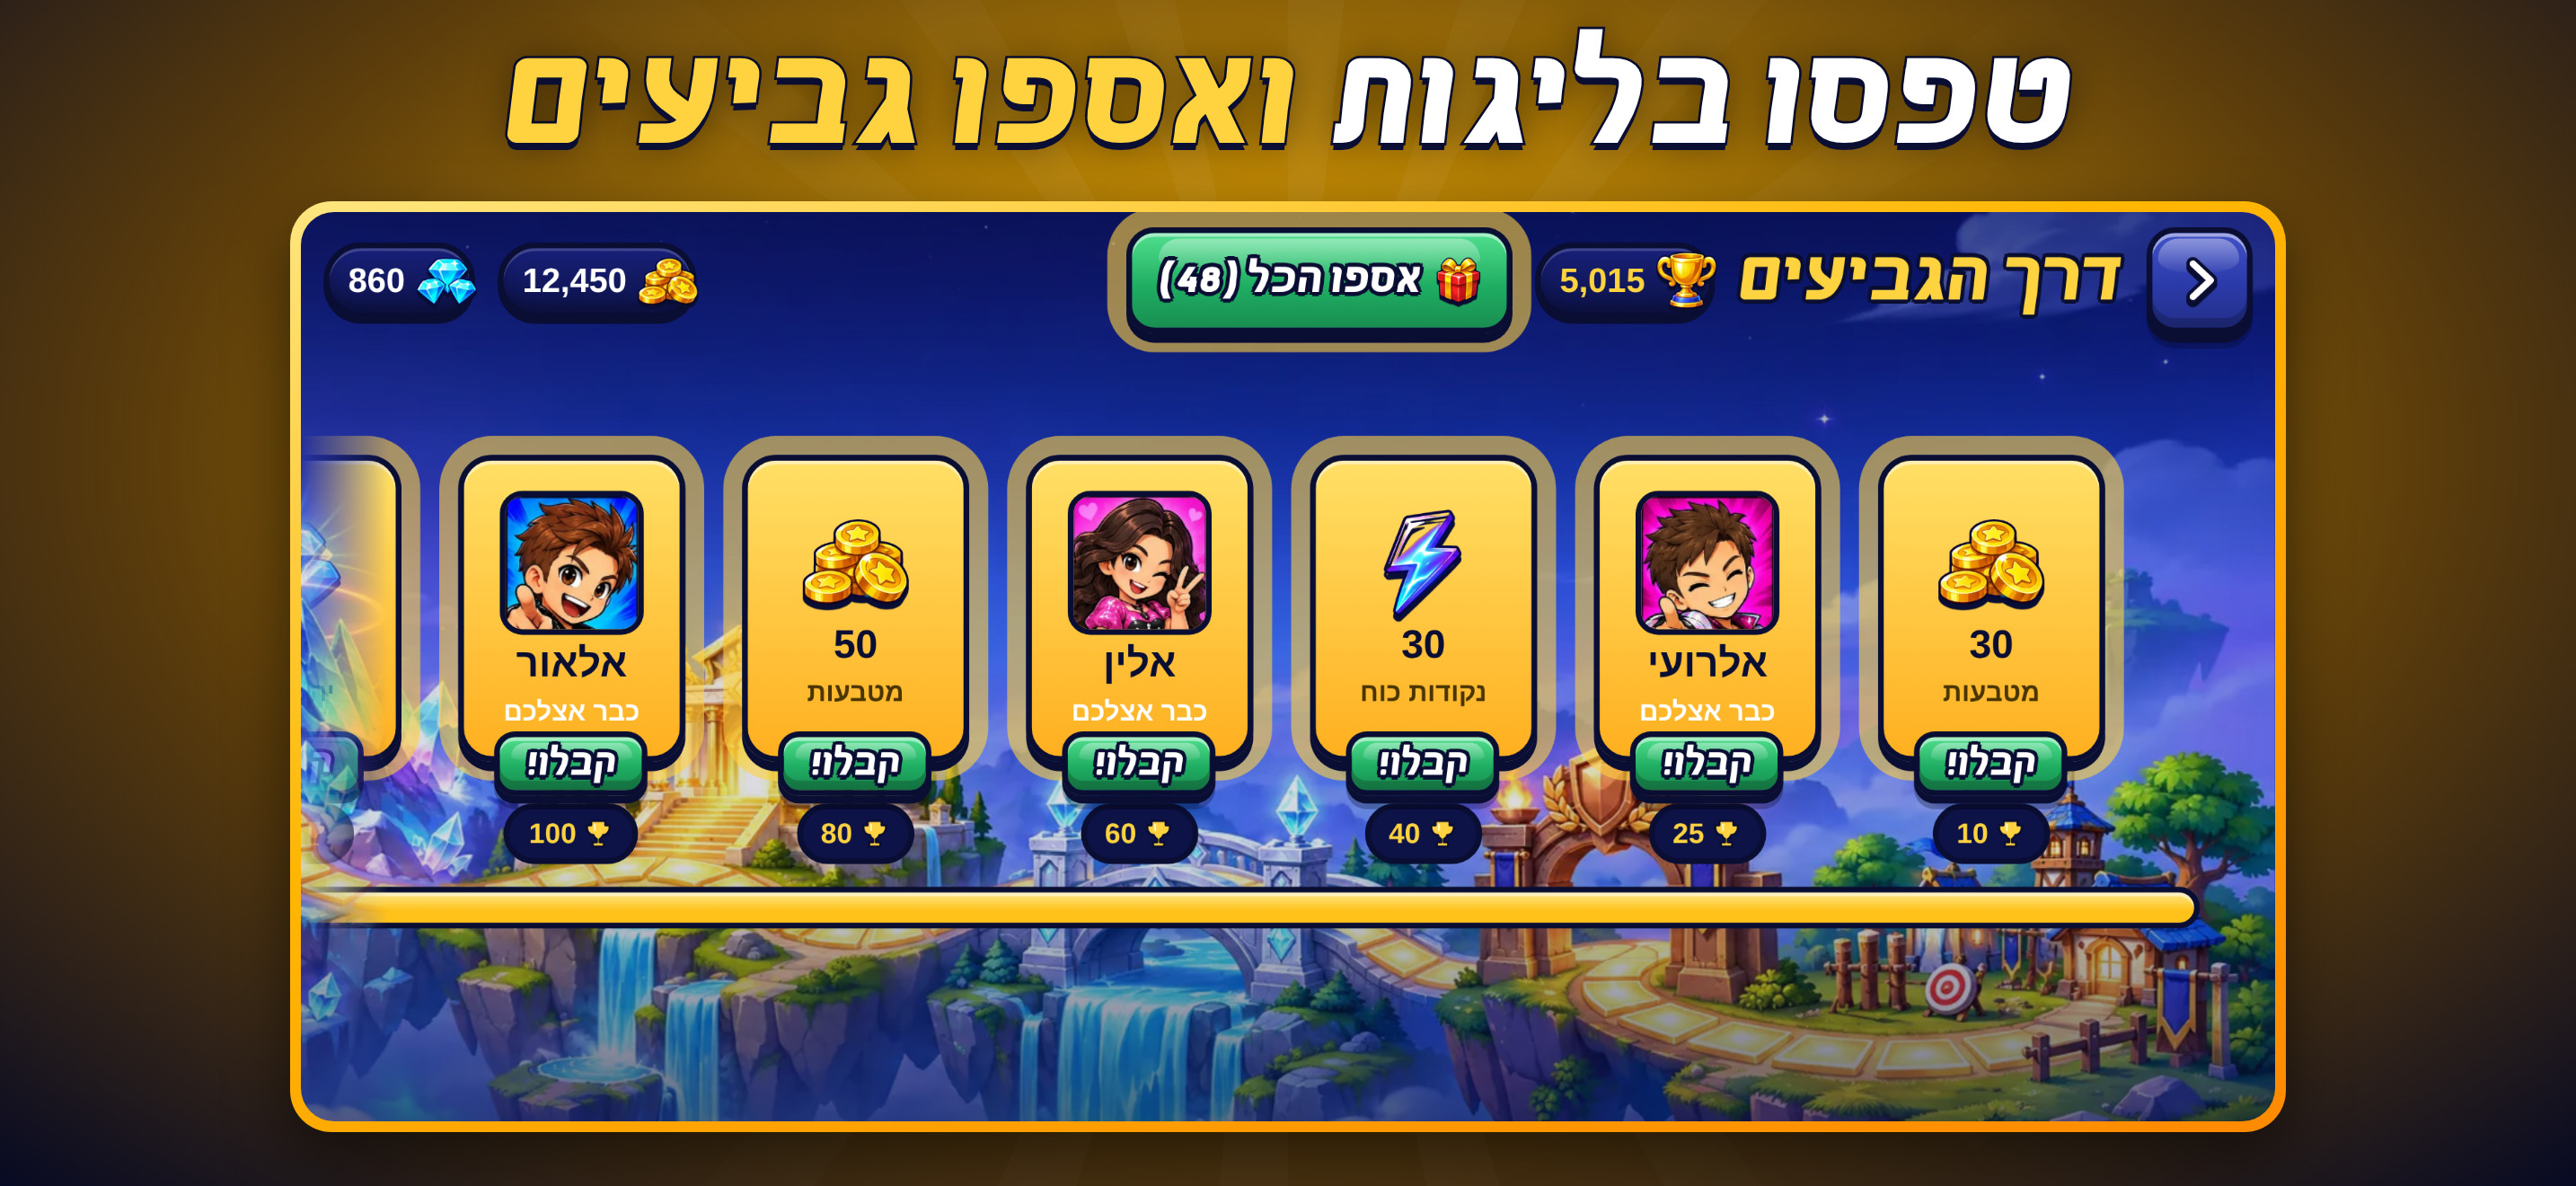 טפסו בליגות ואספו גביעים
דרך הגביעים
5,015
אספו הכל (48)
12,450
860
30
מטבעות
קבלו!
10
אלרועי
כבר אצלכם
קבלו!
25
30
נקודות כוח
קבלו!
40
אלין
כבר אצלכם
קבלו!
60
50
מטבעות
קבלו!
80
אלאור
כבר אצלכם
קבלו!
100